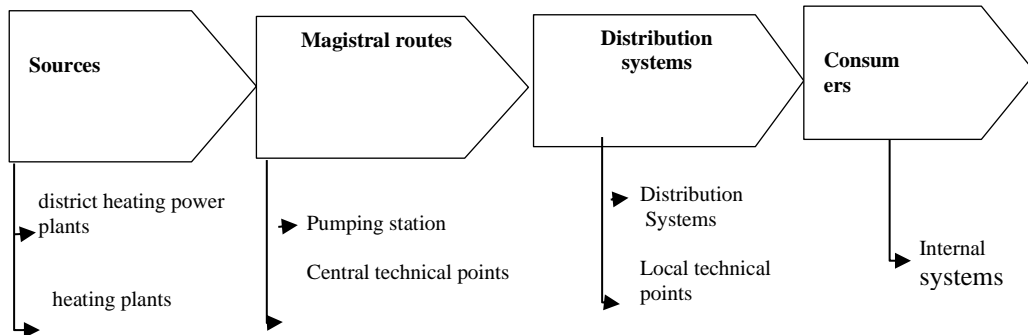 Sources
Magistral routes
Distribution
systems
Consum
ers
district heating power
plants
heating plants
Pumping station
Central technical points
Distribution
Systems
Local technical
points
Internal
systems